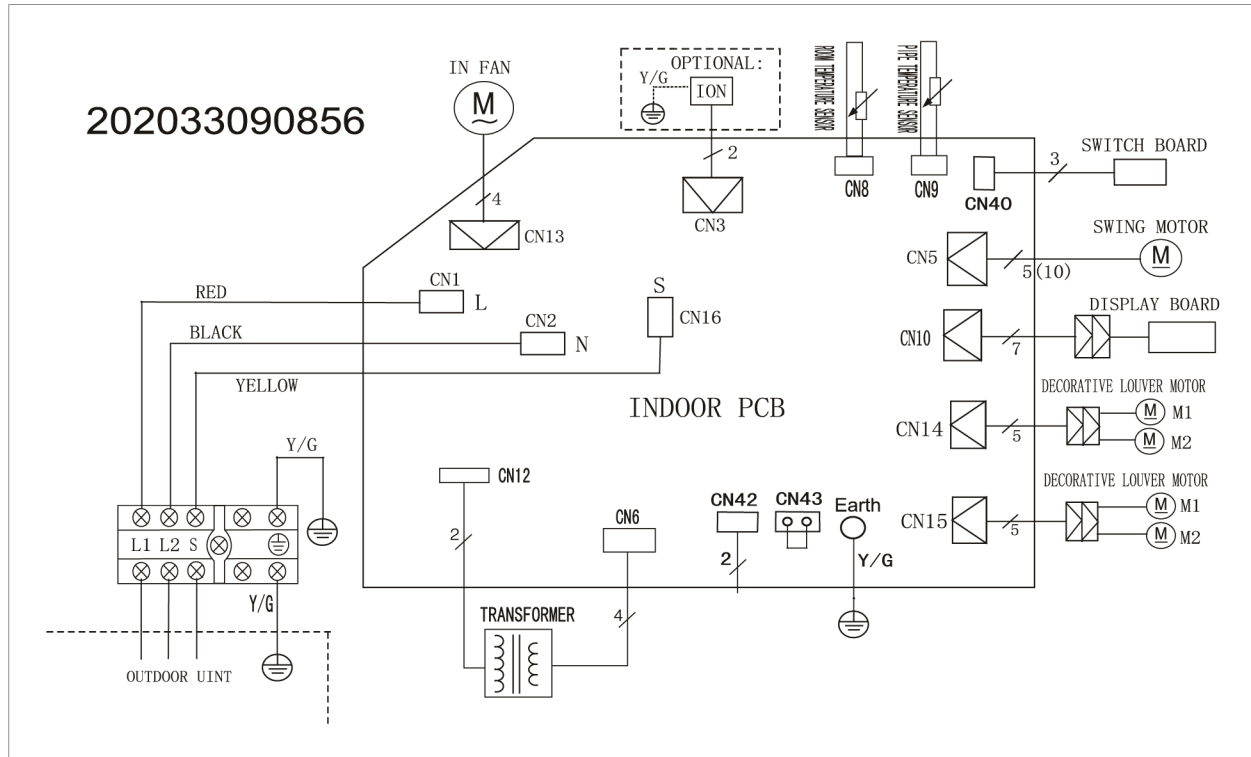 202033090856
IN FAN
M
4
CN13
OPTIONAL:
Y/G
ION
2
CN3
ROOM TEMPERATURE SENSIR
CN8
PIPE TEMPERATURE SENSIR
CN9
CN40
3
SWITCH BOARD
CN5
5(10)
SWING MOTOR
M
CN10
7
DISPLAY BOARD
CN14
5
DECORATIVE LOUVER MOTOR
M M1
M M2
CN15
5
DECORATIVE LOUVER MOTOR
M M1
M M2
RED
CN1
L
BLACK
CN2
N
YELLOW
S
CN16
INDOOR PCB
Y/G
L1 L2 S
Y/G
OUTDOOR UINT
CN12
2
TRANSFORMER
CN6
4
CN42
2
CN43
Earth
Y/G